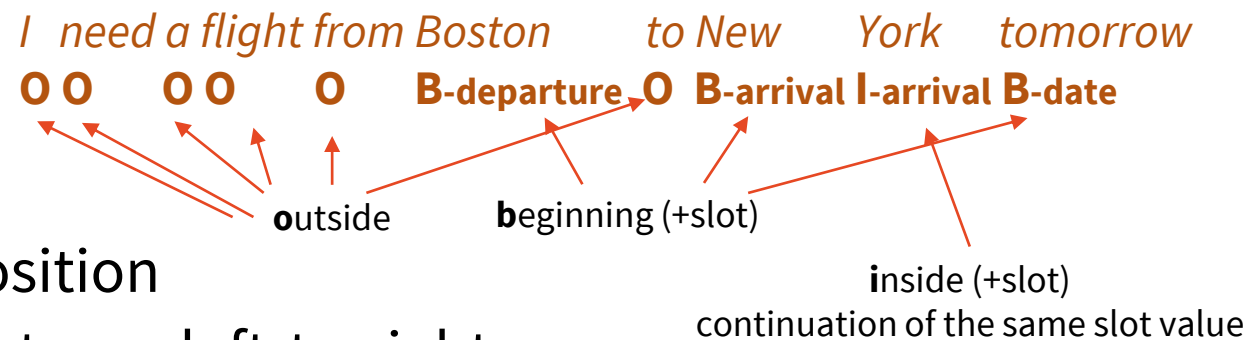 I need a flight from Boston to New York tomorrow
O O O O O B-departure O B-arrival I-arrival B-date
outside beginning (+slot)
osition
inside (+slot)
continuation of the same slot value